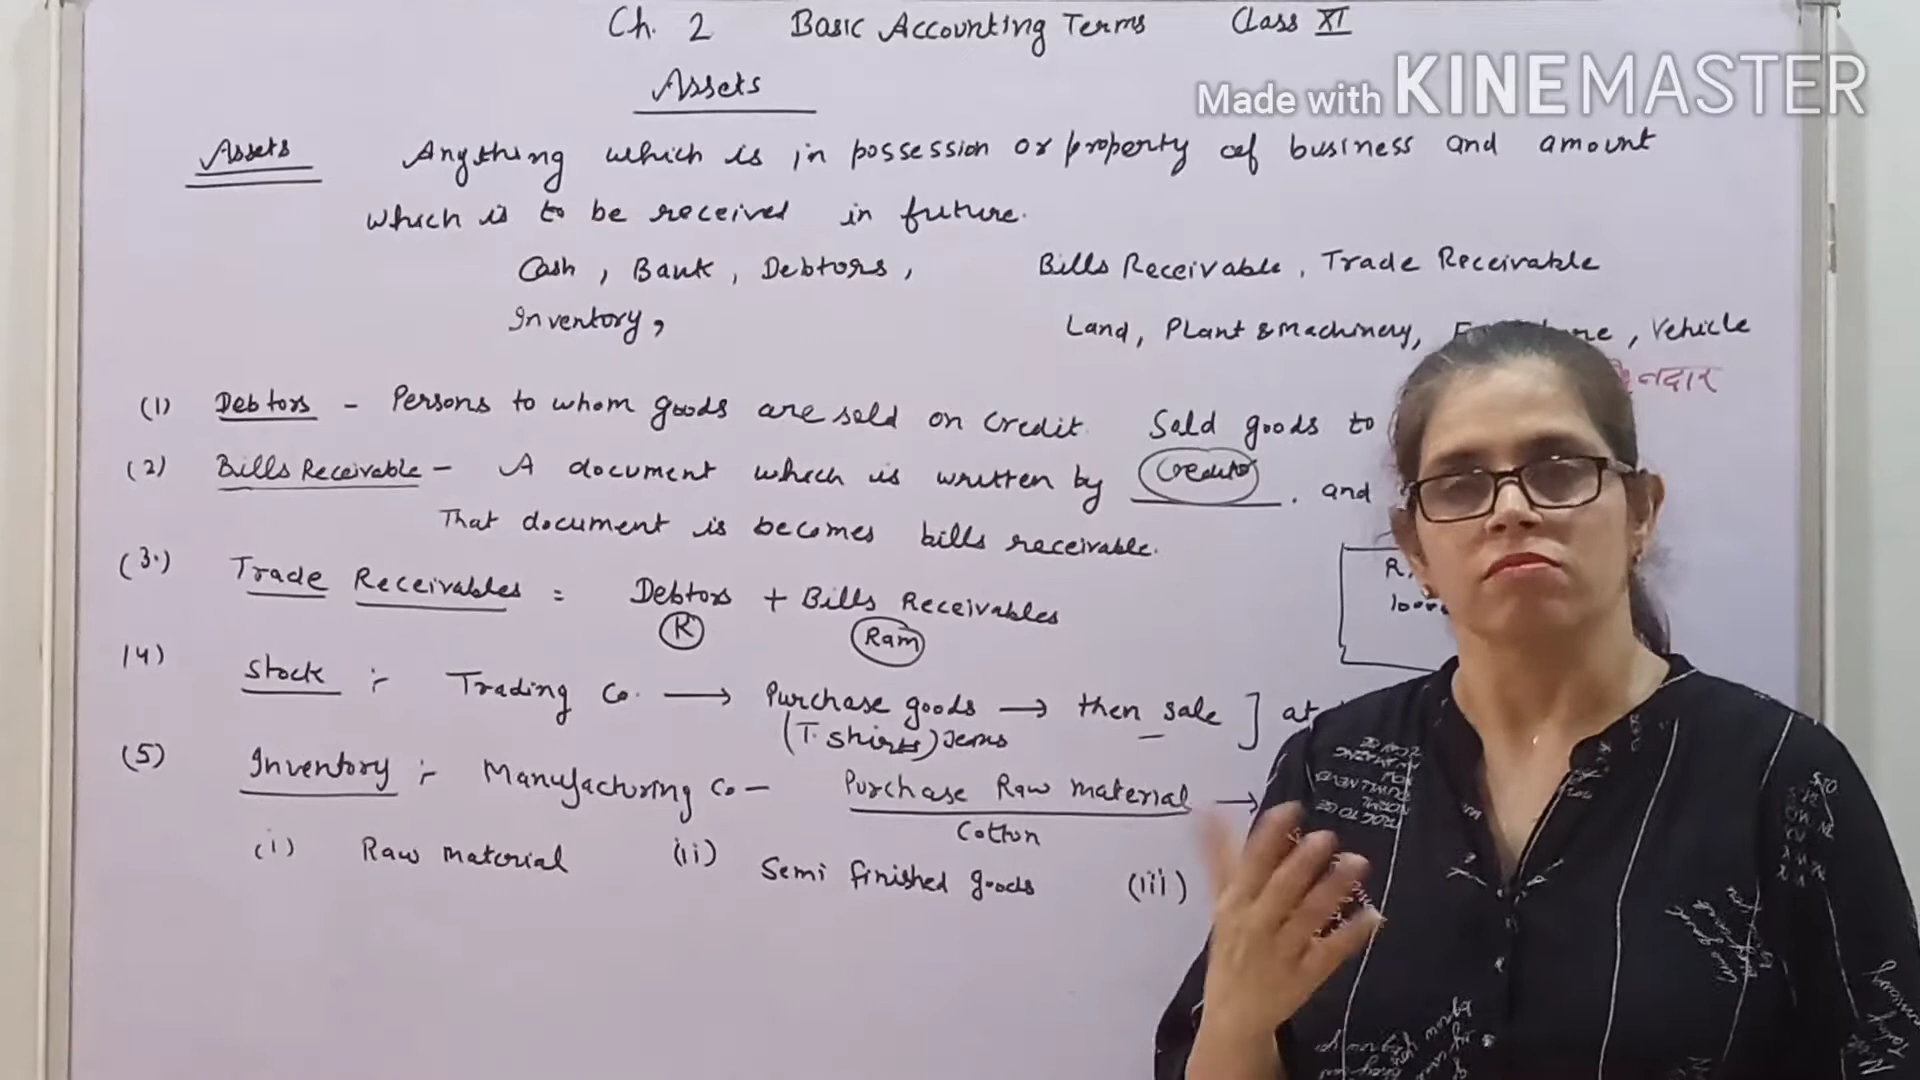 Ch. 2 Basic Accounting Terms Class XI
Made with KINEMASTER
Assets
Assets Anything which is in possession or property of business and amount
which is to be received in future.
Cash, Bank, Debtors, Bills Receivable, Trade Receivable
Inventory, Land, Plant & Machinery, Vehicle
(1) Debtors - Persons to whom goods are sold on credit. Sold goods to
(2) Bills Receivable - A document which is written by Creditor. and
That document is becomes bills receivable.
(3.) Trade Receivables = Debtors + Bills Receivables
R Ram
(4) Stock :- Trading Co. → Purchase goods → then sale ] at
(T. Shirts)
(5) Inventory :- Manufacturing Co - Purchase Raw material →
Cotton
(i) Raw material (ii) Semi finished goods (iii)